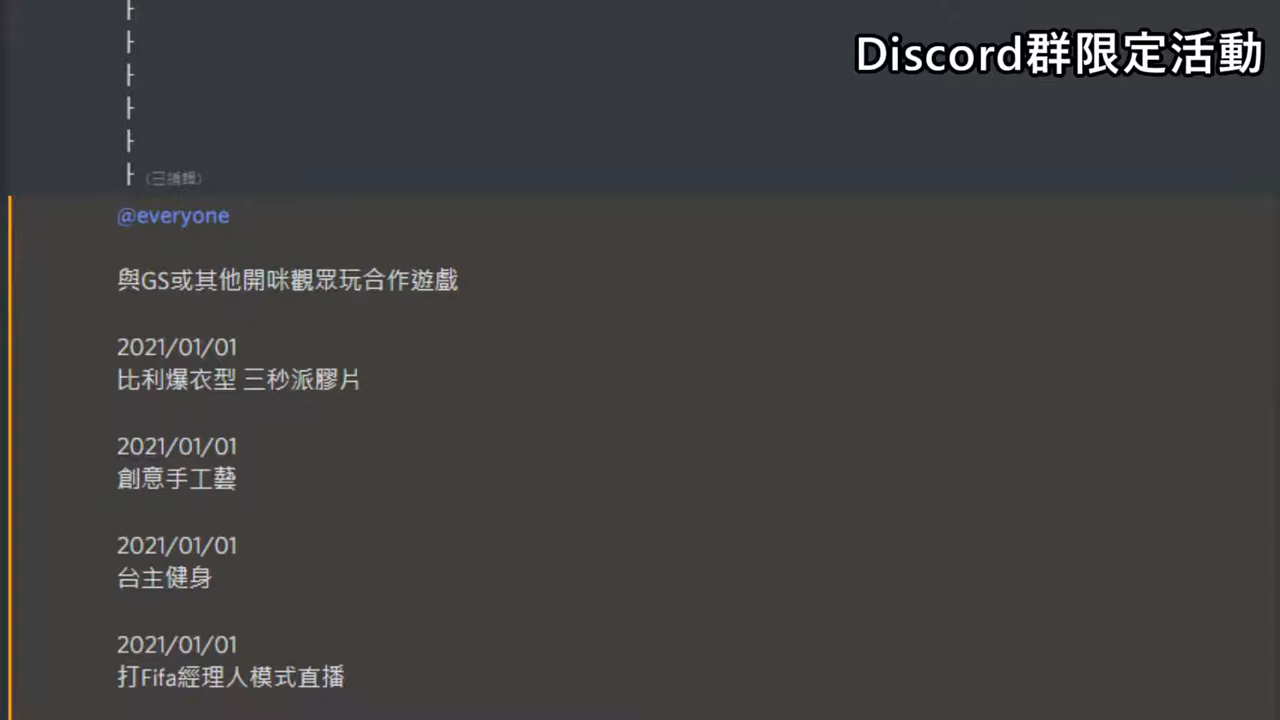 Discord群限定活動
├
├
├
├
├
├ (已編輯)
@everyone
與GS或其他開咪觀眾玩合作遊戲
2021/01/01
比利爆衣型 三秒派膠片
2021/01/01
創意手工藝
2021/01/01
台主健身
2021/01/01
打Fifa經理人模式直播